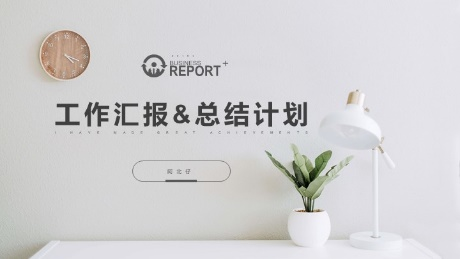 BUSINESS
REPORT+
工作汇报&总结计划
I HAVE MADE GREAT ACHIEVEMENTS